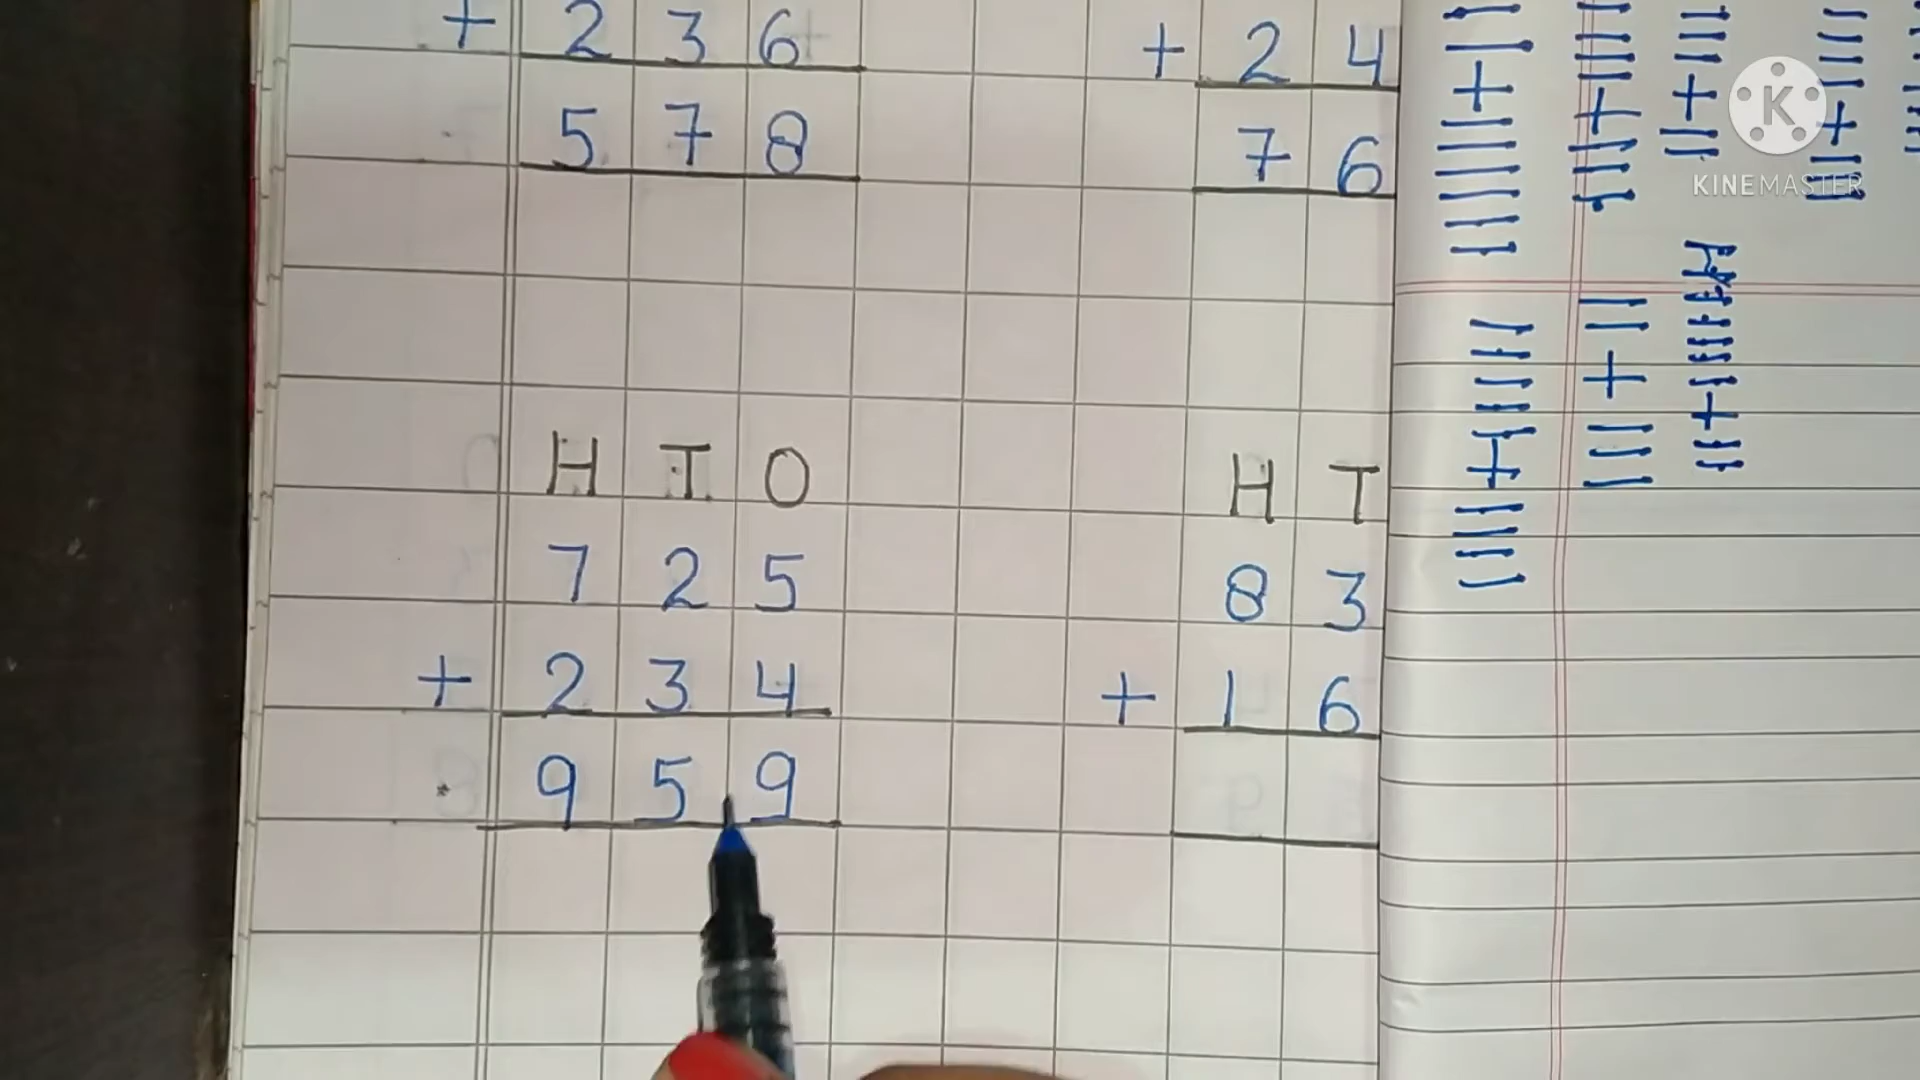 + 2 3 6
5 7 8
+ 2 4
7 6
H T O
7 2 5
+ 2 3 4
9 5 9
H T
8 3
+ 1 6
K
KINEMASTER